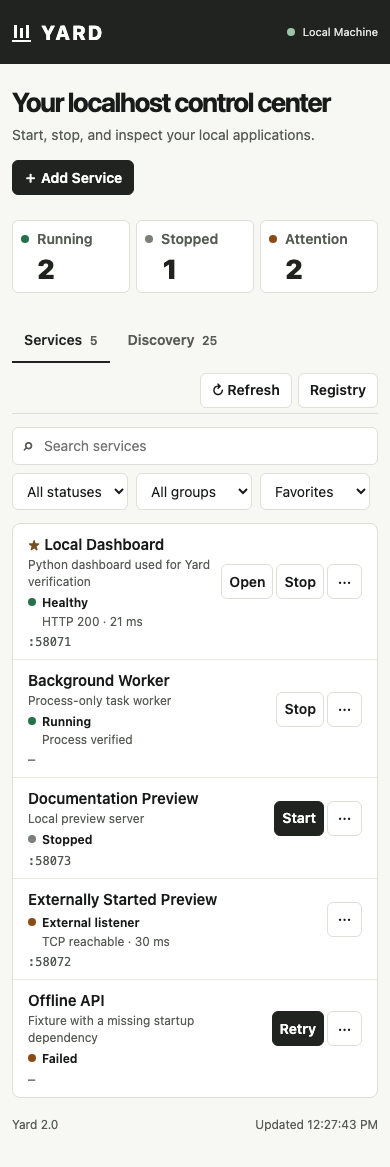 YARD
Local Machine
Your localhost control center
Start, stop, and inspect your local applications.
+ Add Service
Running
2
Stopped
1
Attention
2
Services 5
Discovery 25
↻ Refresh
Registry
Search services
All statuses
All groups
Favorites
★ Local Dashboard
Python dashboard used for Yard
verification
Healthy
HTTP 200 · 21 ms
:58071
Open
Stop
···
Background Worker
Process-only task worker
Running
Process verified
—
Stop
···
Documentation Preview
Local preview server
Stopped
:58073
Start
···
Externally Started Preview
External listener
TCP reachable · 30 ms
:58072
···
Offline API
Fixture with a missing startup
dependency
Failed
—
Retry
···
Yard 2.0
Updated 12:27:43 PM